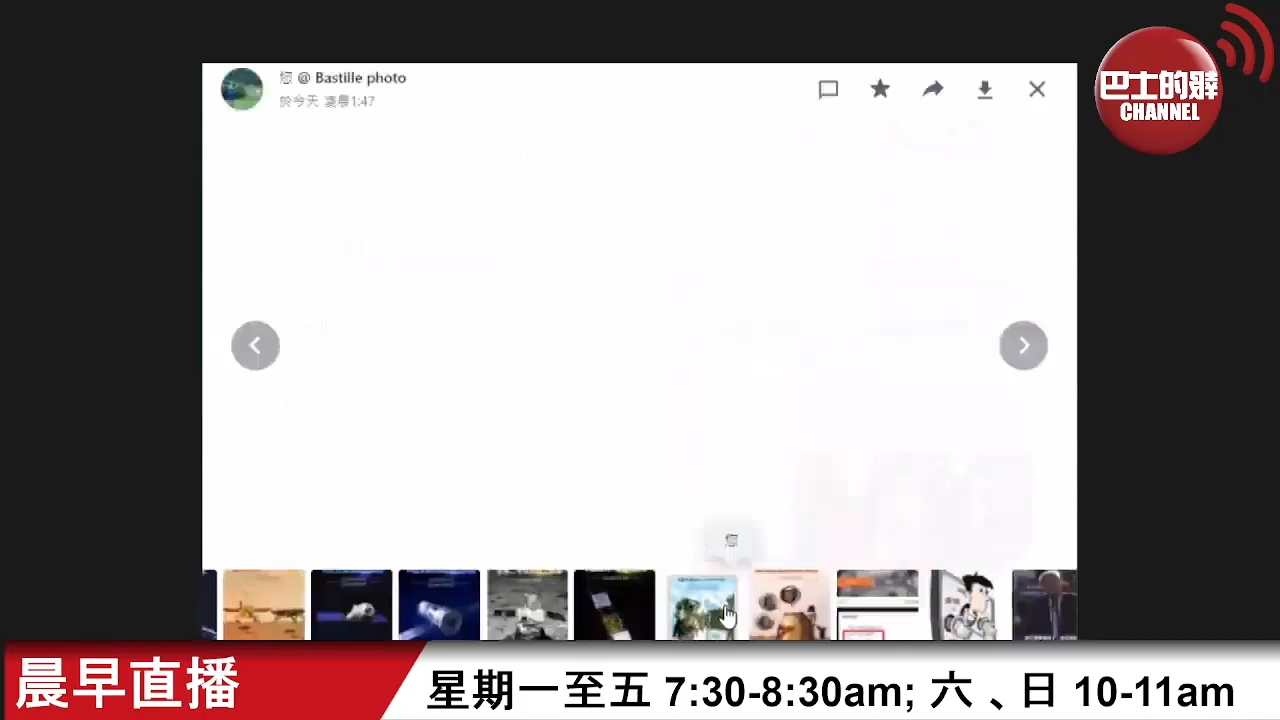 您 @ Bastille photo
於今天 凌晨1:47
巴士的報
CHANNEL
您
晨早直播
星期一至五 7:30-8:30am; 六、日 10-11am